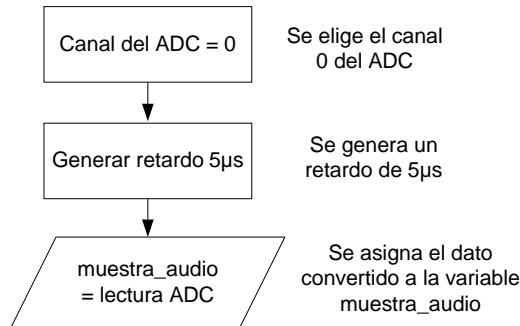 Canal del ADC = 0
Se elige el canal
0 del ADC
Generar retardo 5µs
Se genera un
retardo de 5µs
muestra_audio
= lectura ADC
Se asigna el dato
convertido a la variable
muestra_audio